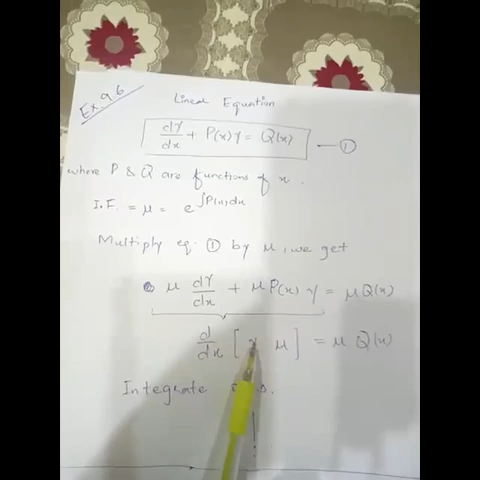 Ex. 9.6
Linear Equation
dy/dx + P(x) y = Q(x) — ①
where P & Q are functions of x.
I.F. = μ = e^∫P(x)dx
Multiply eq. ① by μ, we get
μ dy/dx + μ P(x) y = μ Q(x)
d/dx [ y μ ] = μ Q(x)
Integrate